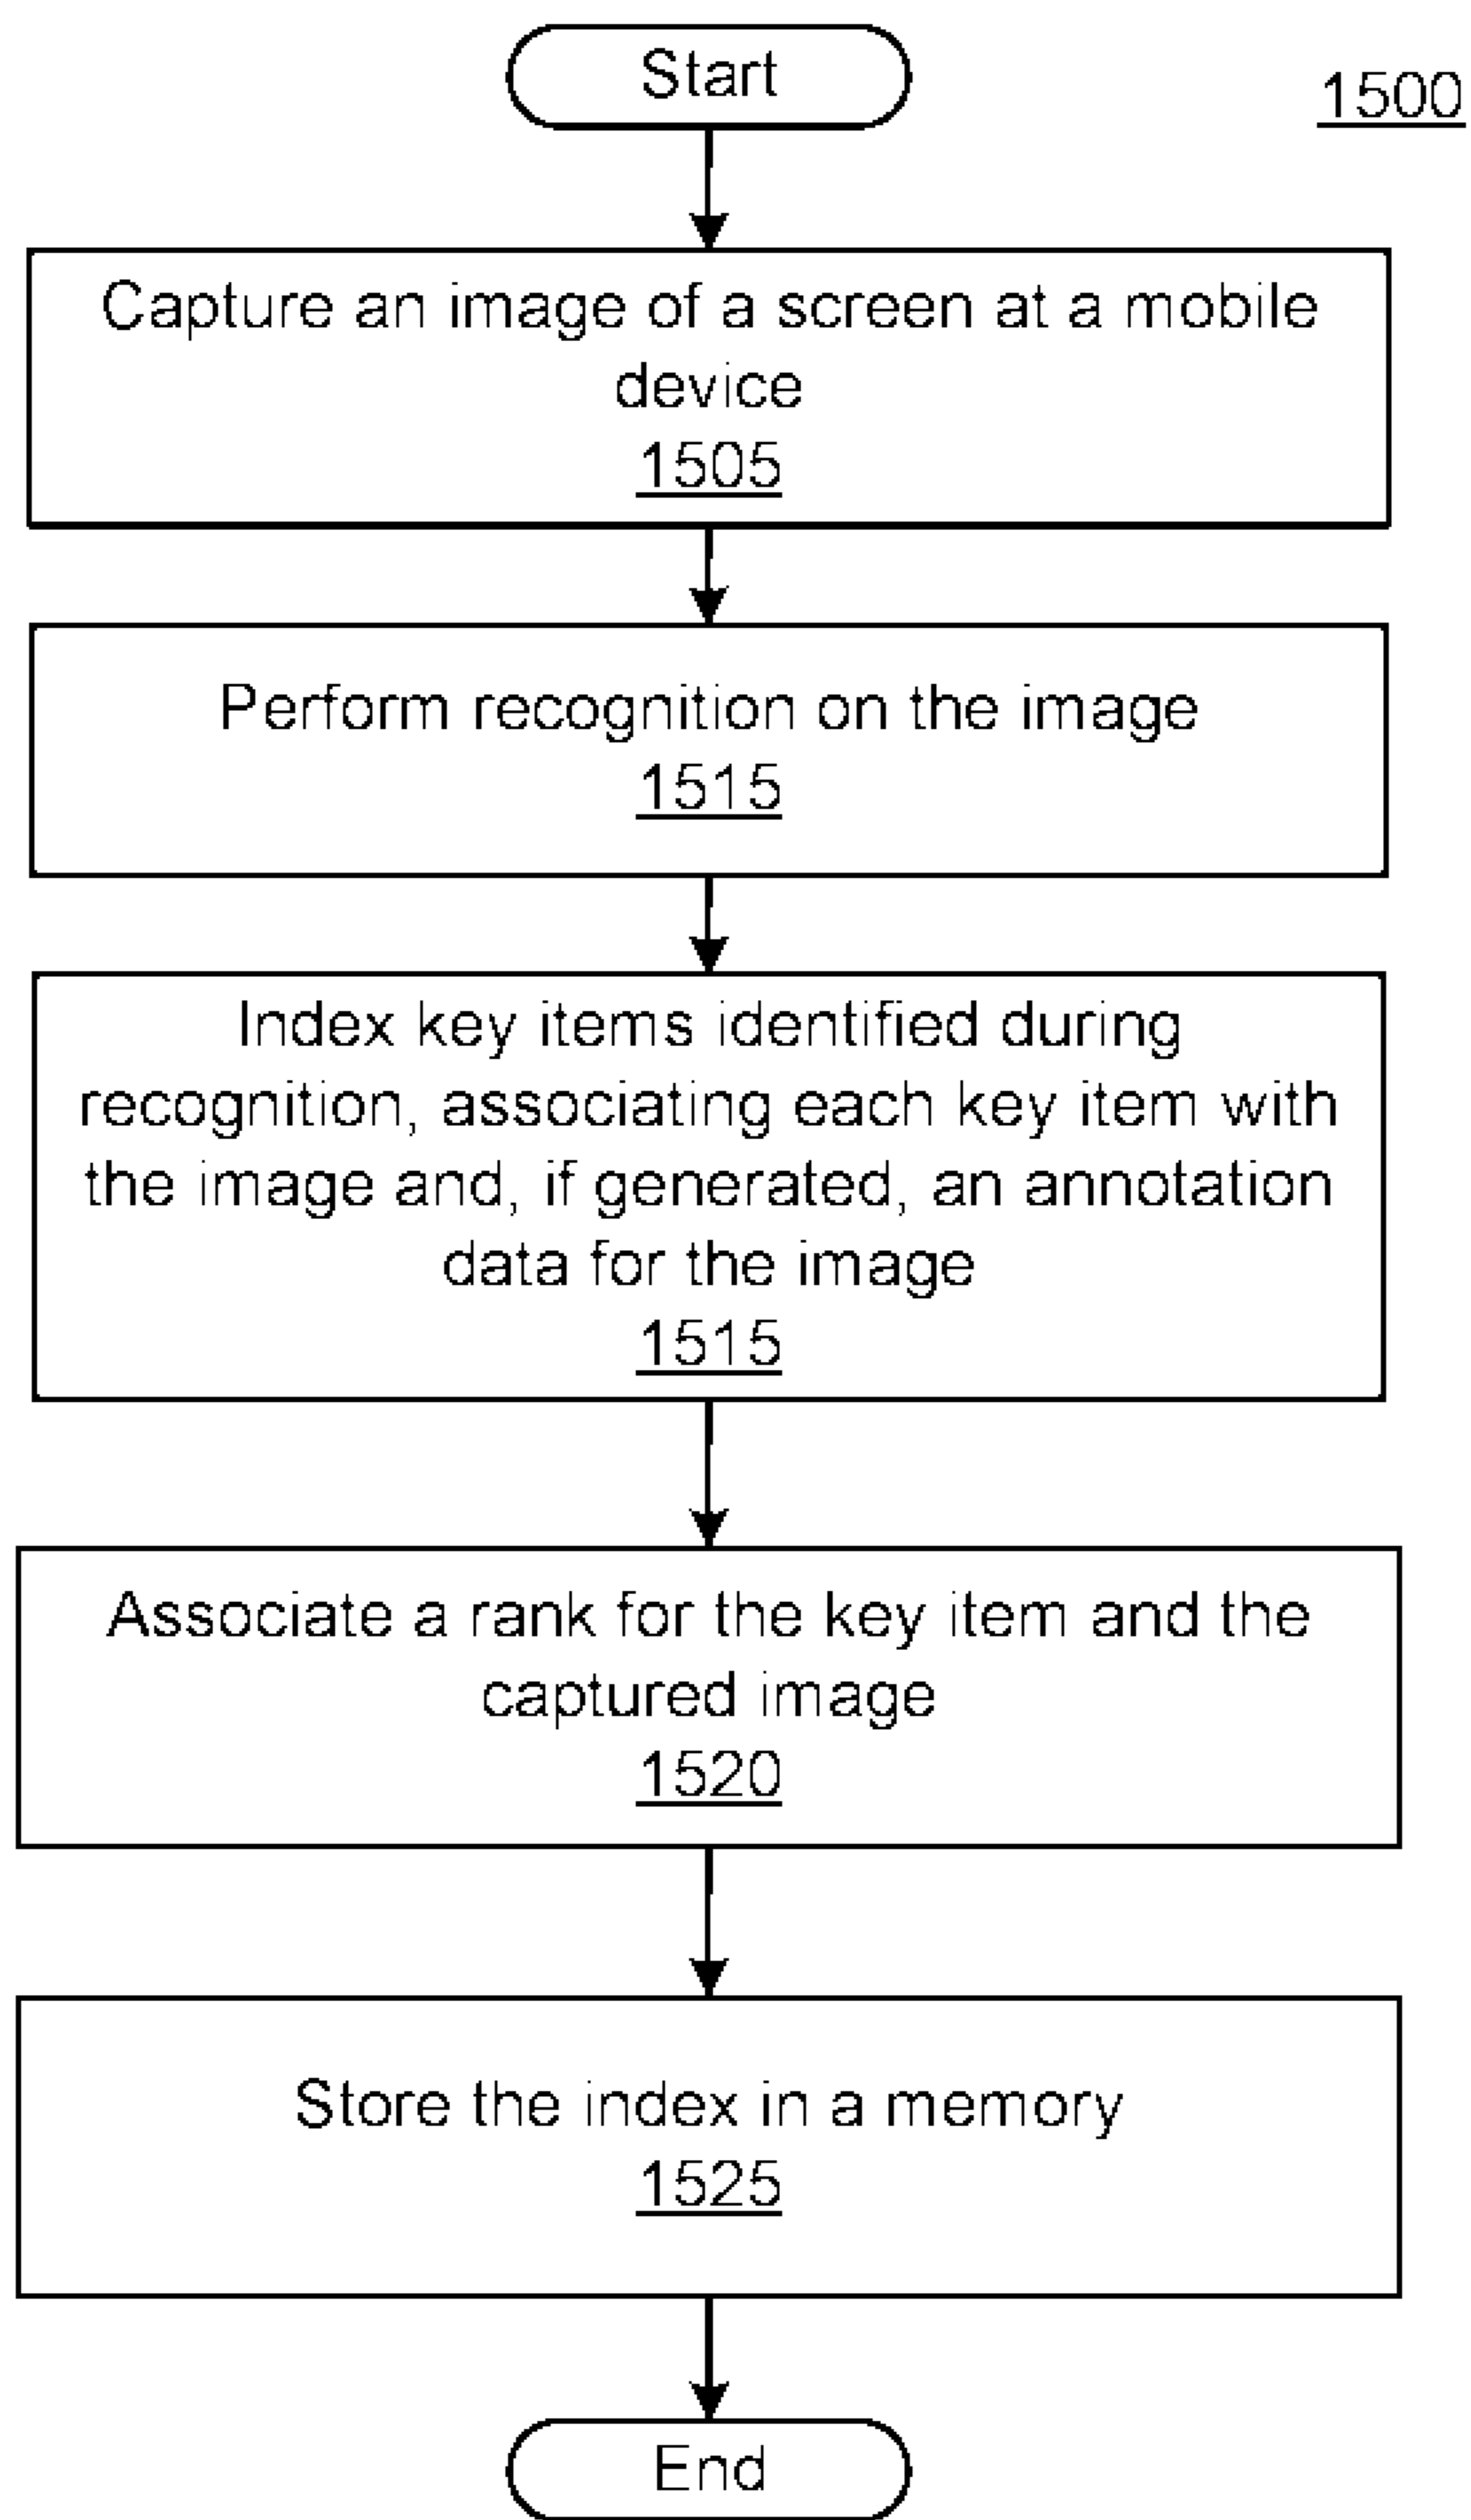 Start
1500
Capture an image of a screen at a mobile
device
1505
Perform recognition on the image
1515
Index key items identified during
recognition, associating each key item with
the image and, if generated, an annotation
data for the image
1515
Associate a rank for the key item and the
captured image
1520
Store the index in a memory
1525
End